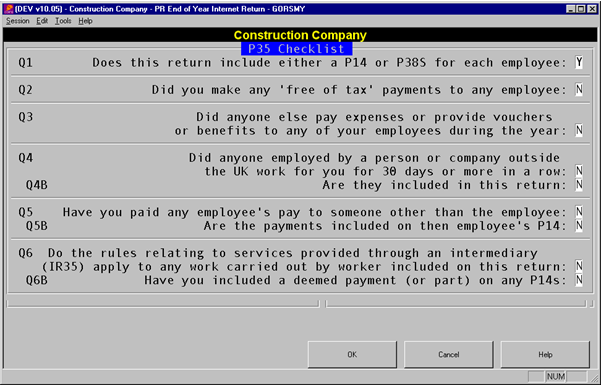 (DEV v10.05) - Construction Company - PR End of Year Internet Return - GORSMY
Session Edit Tools Help
Construction Company
P35 Checklist
Q1 Does this return include either a P14 or P38S for each employee: Y
Q2 Did you make any 'free of tax' payments to any employee: N
Q3 Did anyone else pay expenses or provide vouchers
or benefits to any of your employees during the year: N
Q4 Did anyone employed by a person or company outside
the UK work for you for 30 days or more in a row: N
Q4B Are they included in this return: N
Q5 Have you paid any employee's pay to someone other than the employee: N
Q5B Are the payments included on then employee's P14: N
Q6 Do the rules relating to services provided through an intermediary
(IR35) apply to any work carried out by worker included on this return: N
Q6B Have you included a deemed payment (or part) on any P14s: N
OK Cancel Help
NUM